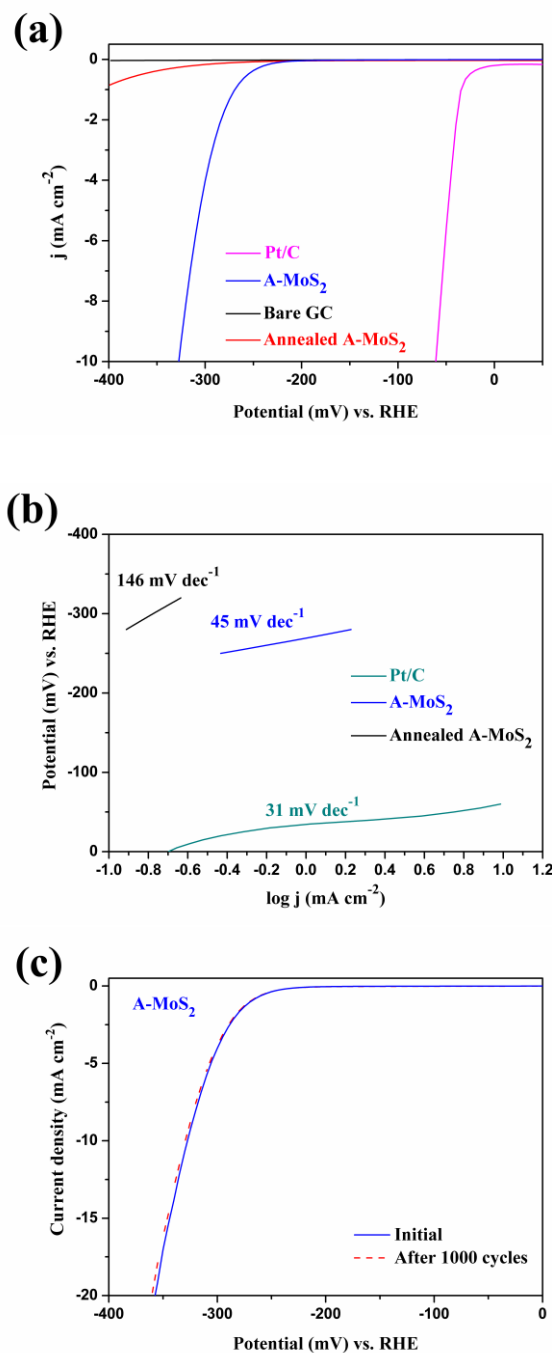 (a)
0
-2
-4
-6
-8
-10
j (mA cm⁻²)
Pt/C
A-MoS₂
Bare GC
Annealed A-MoS₂
-400 -300 -200 -100 0
Potential (mV) vs. RHE
(b)
-400
-300
-200
-100
0
Potential (mV) vs. RHE
146 mV dec⁻¹
45 mV dec⁻¹
Pt/C
A-MoS₂
Annealed A-MoS₂
31 mV dec⁻¹
-1.0 -0.8 -0.6 -0.4 -0.2 0.0 0.2 0.4 0.6 0.8 1.0 1.2
log j (mA cm⁻²)
(c)
A-MoS₂
0
-5
-10
-15
-20
Current density (mA cm⁻²)
Initial
After 1000 cycles
-400 -300 -200 -100 0
Potential (mV) vs. RHE